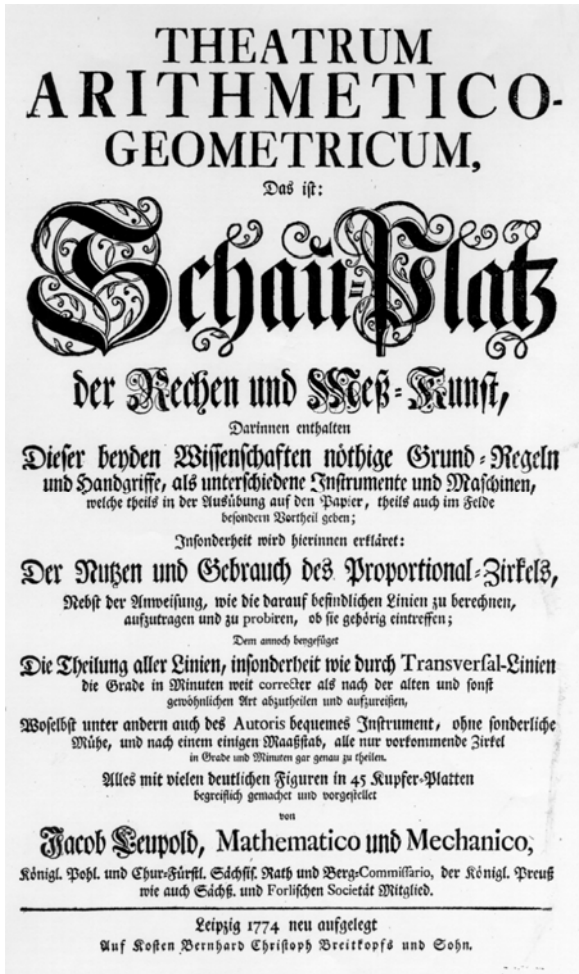 THEATRUM
ARITHMETICO-
GEOMETRICUM,
Das ist:
Schau-Platz
der Rechen und Meß-Kunst,
Darinnen enthalten
Dieser beyden Wissenschaften nöthige Grund-Regeln
und Handgriffe, als unterschiedene Instrumente und Maschinen,
welche theils in der Ausübung auf den Papier, theils auch im Felde
besondern Vortheil geben;
Insonderheit wird hierinnen erkläret:
Der Nutzen und Gebrauch des Proportional-Zirkels,
Nebst der Anweisung, wie die darauf befindlichen Linien zu berechnen,
aufzutragen und zu probiren, ob sie gehörig eintreffen;
Dem annoch beygefüget
Die Theilung aller Linien, insonderheit wie durch Transversal-Linien
die Grade in Minuten weit correcter als nach der alten und sonst
gewöhnlichen Art abzutheilen und aufzureißen,
Woselbst unter andern auch des Autoris bequemes Instrument, ohne sonderliche
Mühe, und nach einem einigen Maaßstab, alle nur vorkommende Zirkel
in Grade und Minuten gar genau zu theilen.
Alles mit vielen deutlichen Figuren in 45 Kupfer-Platten
begreiflich gemachet und vorgestellet
von
Jacob Leupold, Mathematico und Mechanico,
Königl. Pohl. und Chur-Fürstl. Sächsis. Rath und Berg-Commissario, der Königl. Preuß
wie auch Sächß. und Forlischen Societät Mitglied.
Leipzig 1774 neu aufgelegt
Auf Kosten Bernhard Christoph Breitkopfs und Sohn.